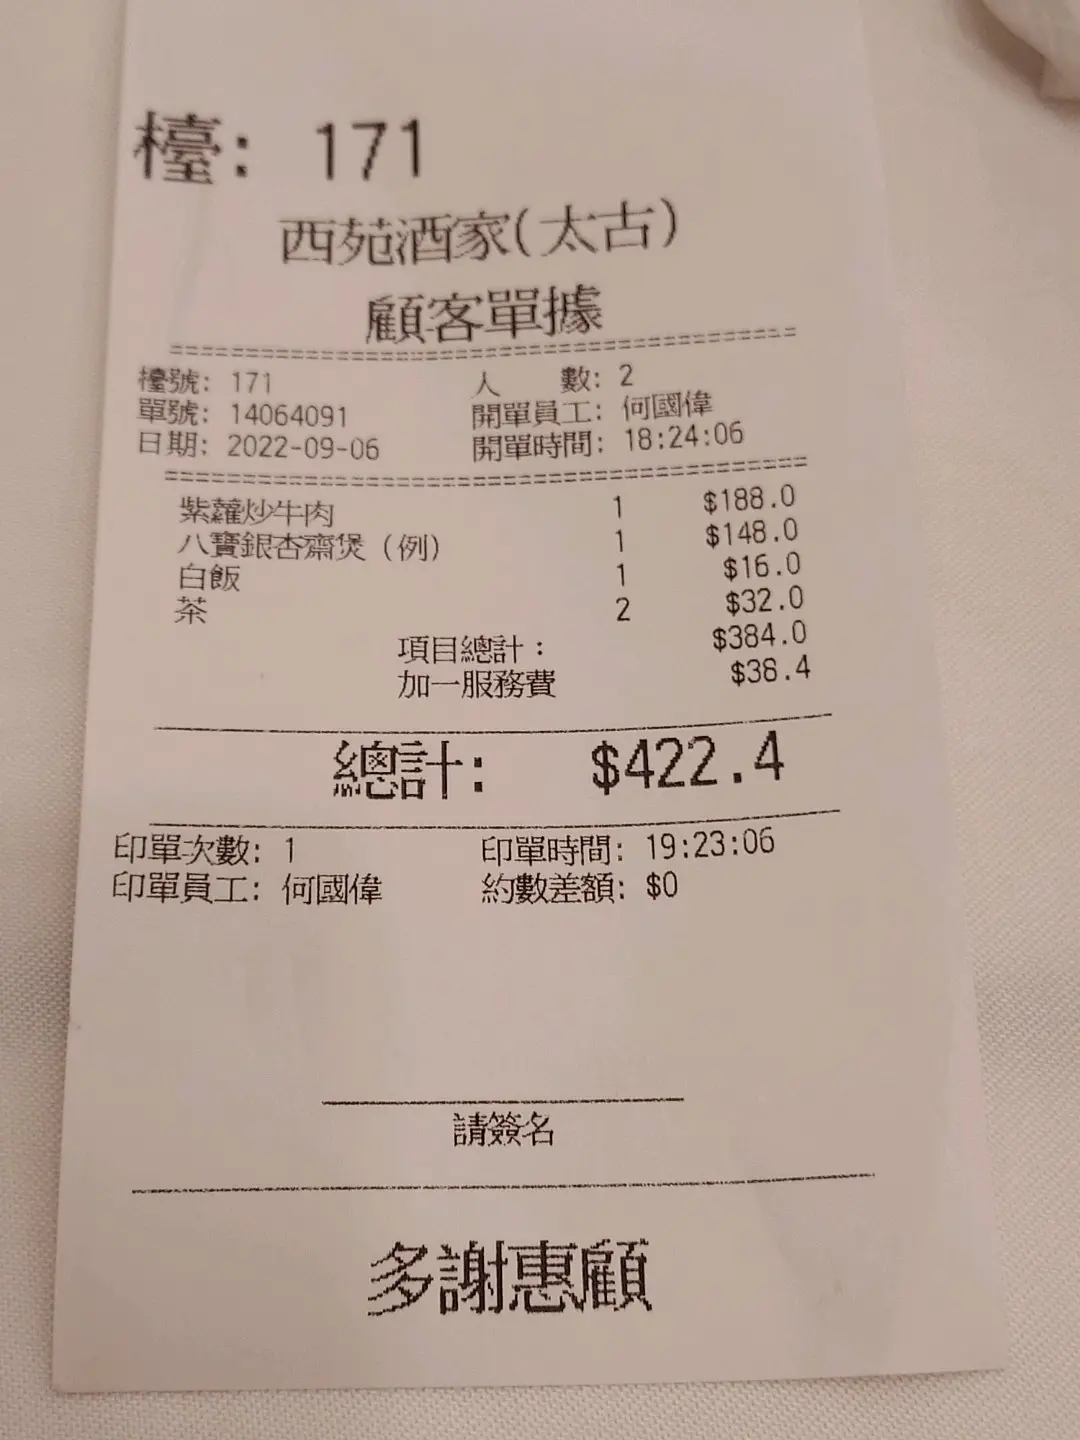 檯: 171
西苑酒家(太古)
顧客單據
檯號: 171 人 數: 2
單號: 14064091 開單員工: 何國偉
日期: 2022-09-06 開單時間: 18:24:06
紫蘿炒牛肉 1 $188.0
八寶銀杏齋煲（例） 1 $148.0
白飯 1 $16.0
茶 2 $32.0
項目總計： $384.0
加一服務費 $38.4
總計: $422.4
印單次數: 1 印單時間: 19:23:06
印單員工: 何國偉 約數差額: $0
請簽名
多謝惠顧